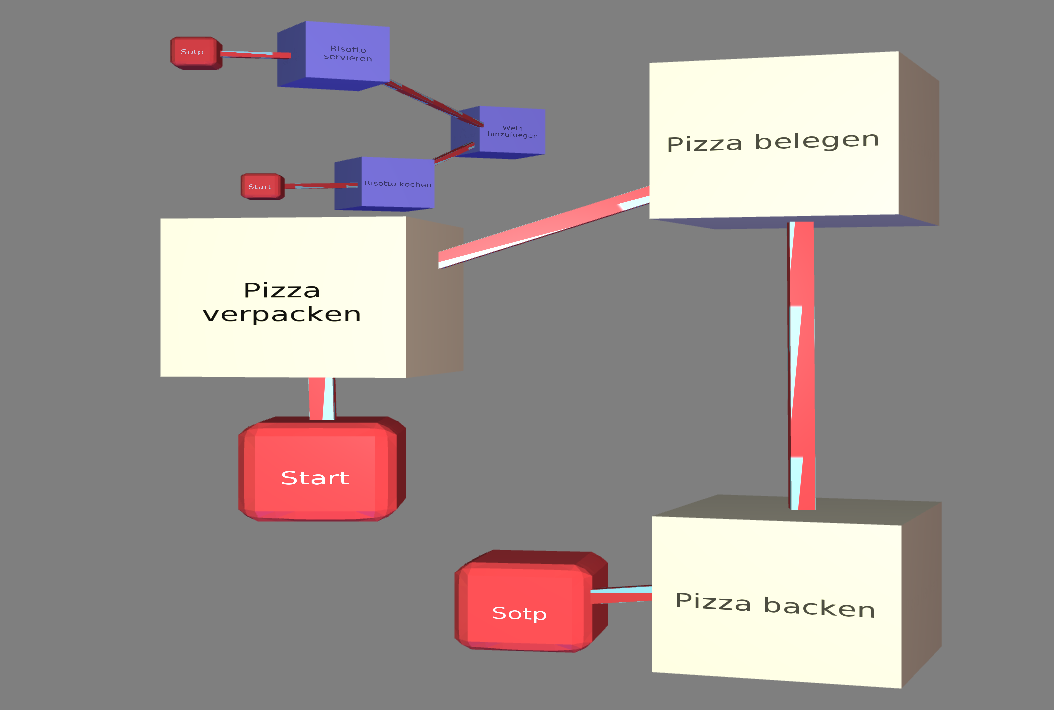 Sotp
Risotto
servieren
Wein
hinzufügen
Start
Risotto kochen
Pizza belegen
Pizza
verpacken
Start
Sotp
Pizza backen